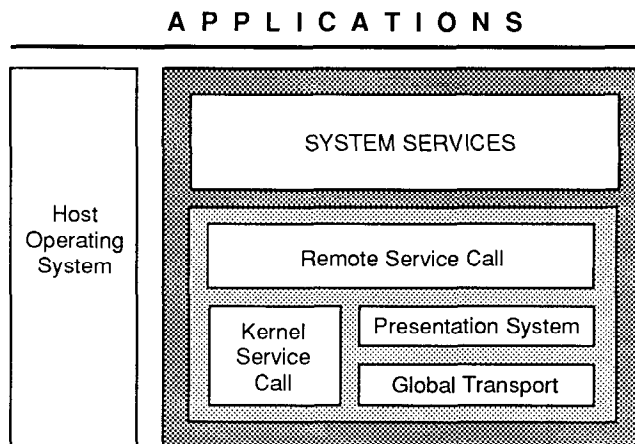 APPLICATIONS
Host
Operating
System
SYSTEM SERVICES
Remote Service Call
Kernel
Service
Call
Presentation System
Global Transport